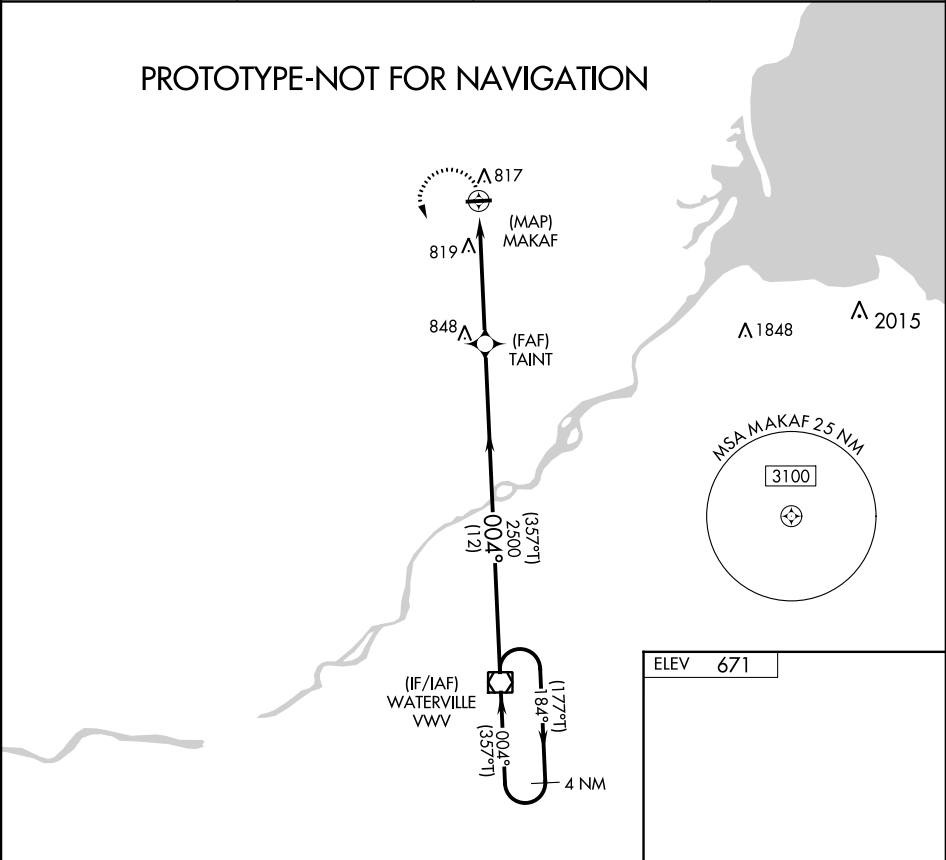 PROTOTYPE-NOT FOR NAVIGATION
817
(MAP)
MAKAF
819
848
(FAF)
TAINT
1848
2015
MSA MAKAF 25 NM
3100
(357°T)
2500
004°
(12)
(IF/IAF)
WATERVILLE
VWV
(177°T)
184°
004°
(357°T)
4 NM
ELEV 671